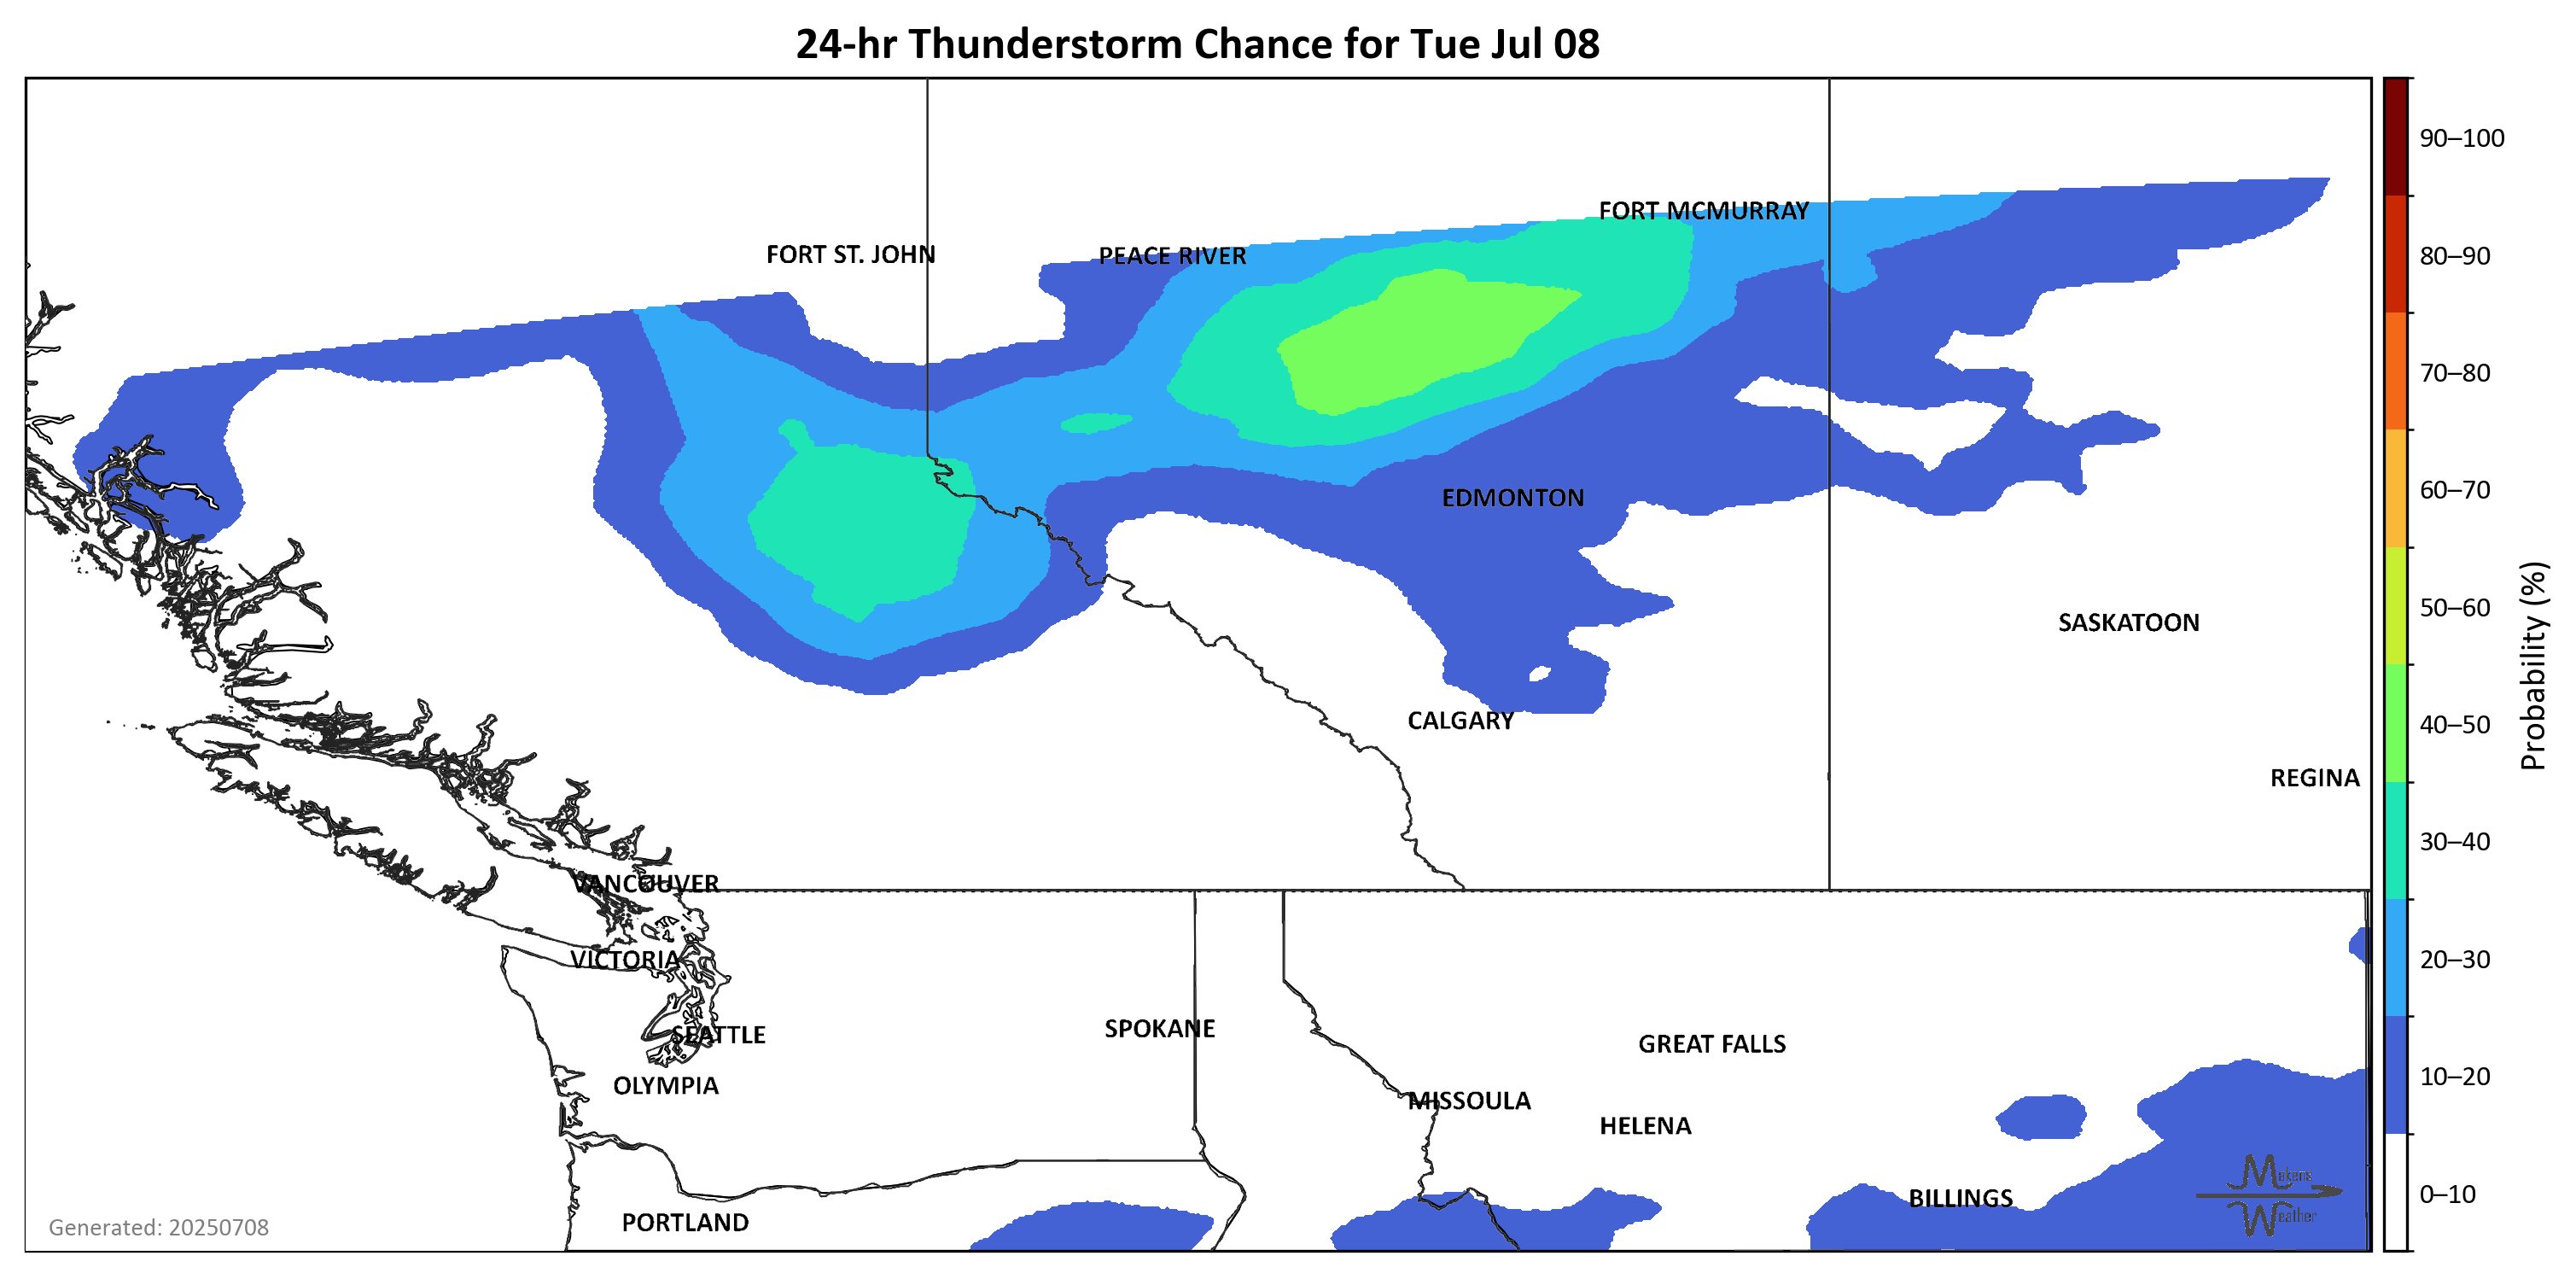 24-hr Thunderstorm Chance for Tue Jul 08
90–100
FORT MCMURRAY
FORT ST. JOHN
PEACE RIVER
80–90
70–80
60–70
EDMONTON
50–60
SASKATOON
Probability (%)
CALGARY
40–50
REGINA
30–40
VANCOUVER
VICTORIA
20–30
SPOKANE
SEATTLE
GREAT FALLS
10–20
OLYMPIA
MISSOULA
HELENA
Mekens
Weather
0–10
BILLINGS
PORTLAND
Generated: 20250708